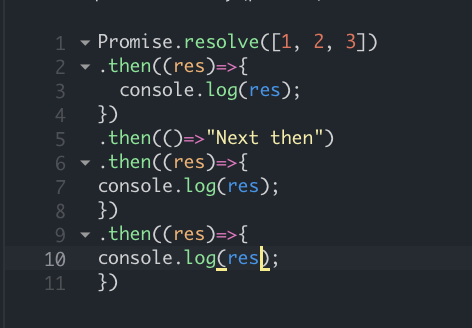 1 Promise.resolve([1, 2, 3])
2 .then((res)=>{
3 console.log(res);
4 })
5 .then(()=>"Next then")
6 .then((res)=>{
7 console.log(res);
8 })
9 .then((res)=>{
10 console.log(res);
11 })